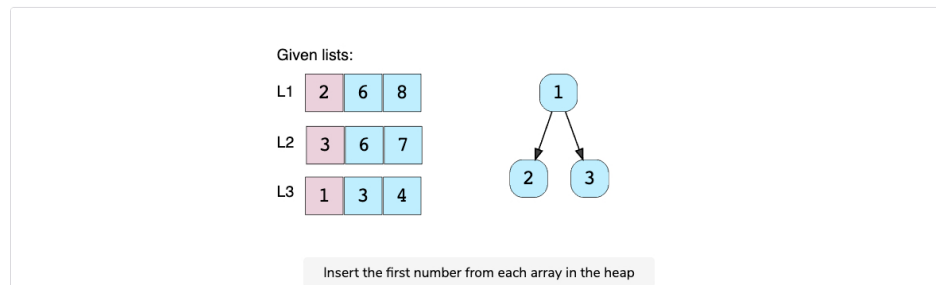 Given lists:
L1 2 6 8
L2 3 6 7
L3 1 3 4
1
2 3
Insert the first number from each array in the heap